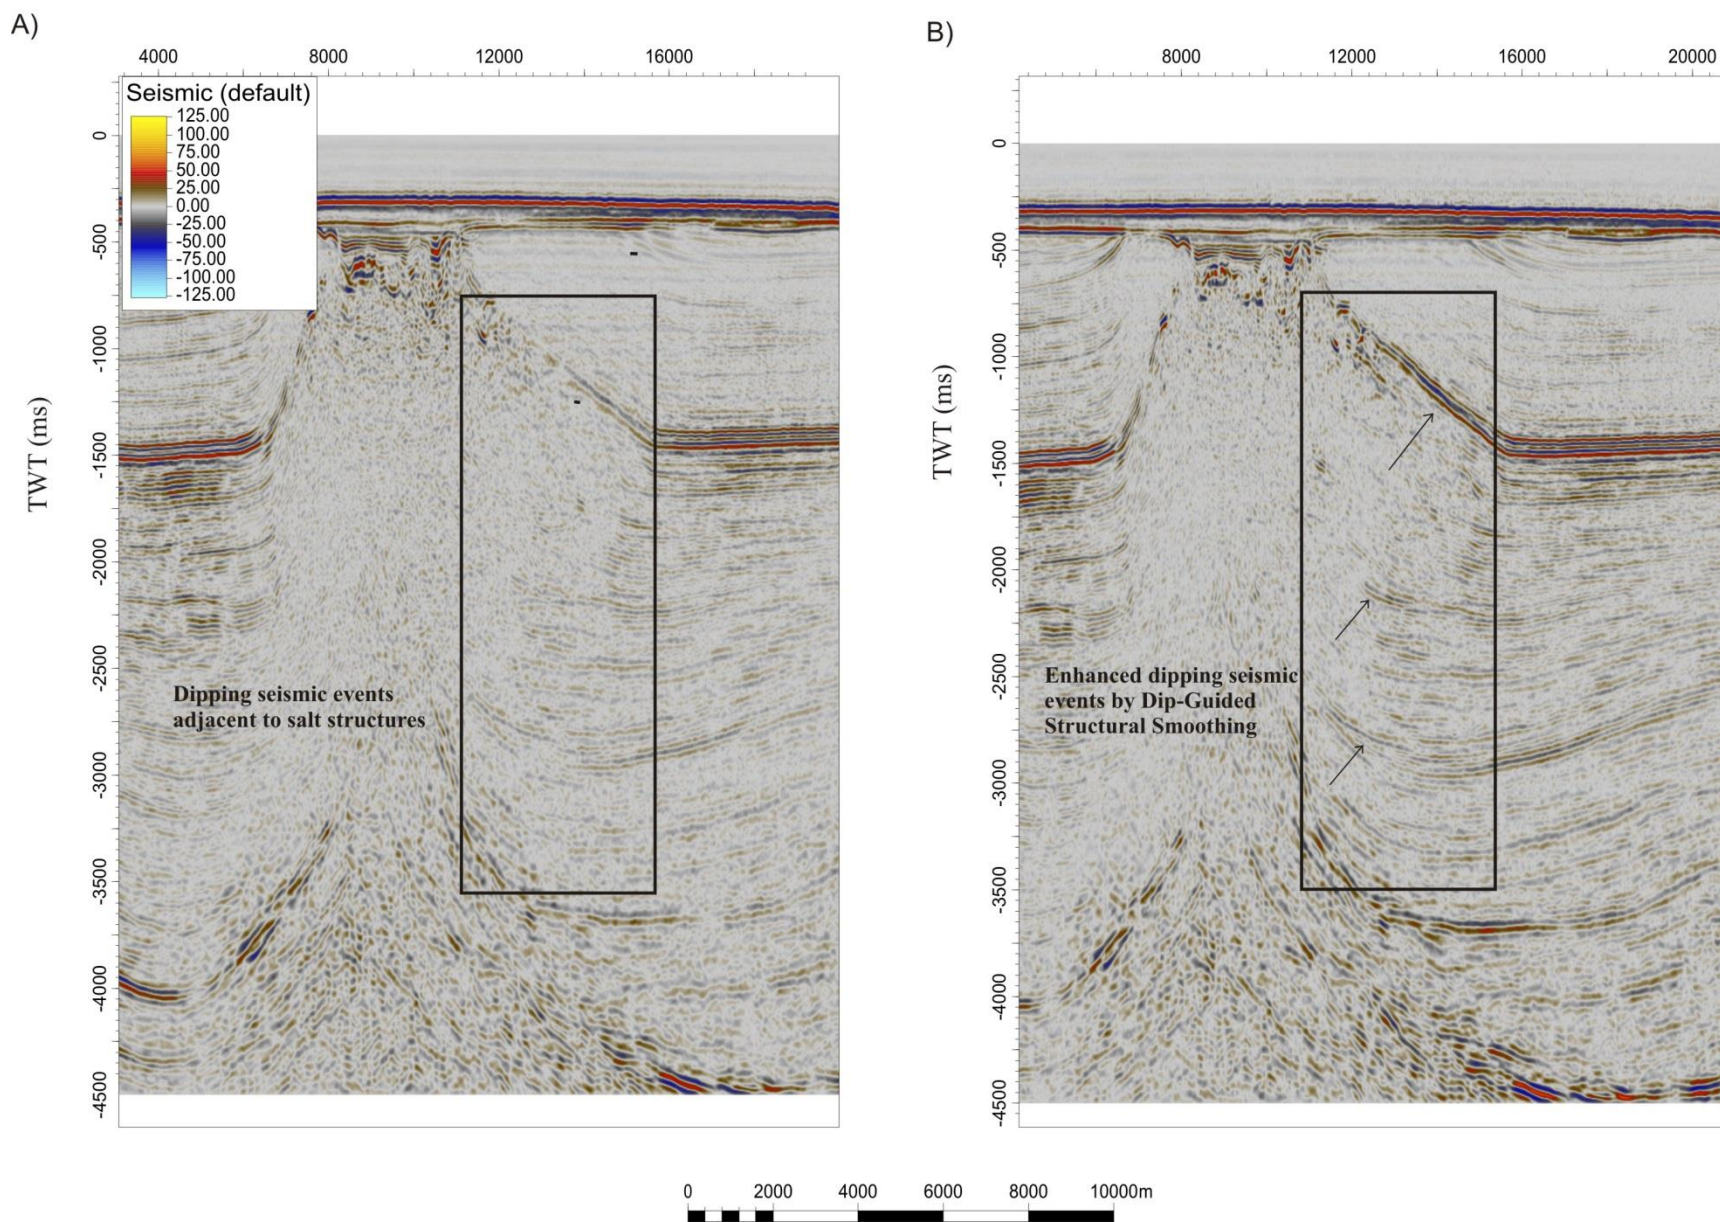 A)
4000 8000 12000 16000
Seismic (default)
125.00
100.00
75.00
50.00
25.00
0.00
-25.00
-50.00
-75.00
-100.00
-125.00
0
-500
-1000
-1500
-2000
-2500
-3000
-3500
-4000
-4500
TWT (ms)
Dipping seismic events
adjacent to salt structures
B)
8000 12000 16000 20000
0
-500
-1000
-1500
-2000
-2500
-3000
-3500
-4000
-4500
TWT (ms)
Enhanced dipping seismic
events by Dip-Guided
Structural Smoothing
0 2000 4000 6000 8000 10000m